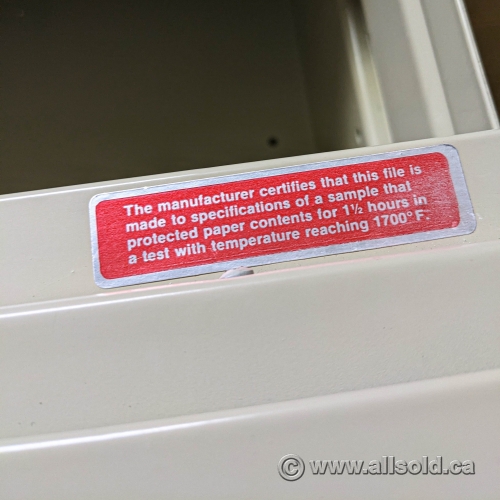 The manufacturer certifies that this file is
made to specifications of a sample that
protected paper contents for 1½ hours in
a test with temperature reaching 1700° F.
© www.allsold.ca